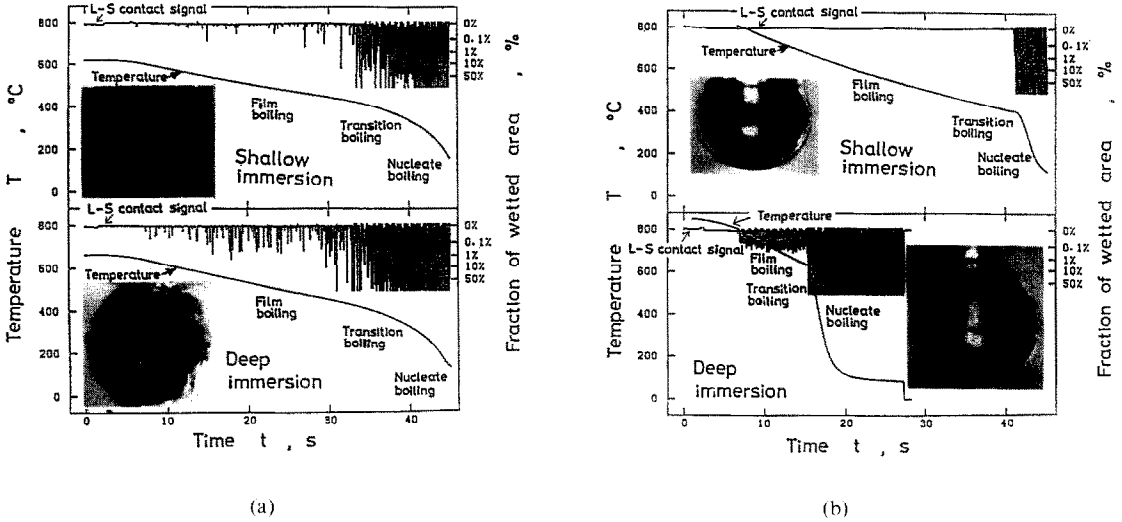 L-S contact signal
800
600
400
200
0
0%
0.1%
1%
10%
50%
Temperature
Film
boiling
Transition
boiling
Shallow
immersion
Nucleate
boiling
L-S contact signal
800
600
400
200
0
0%
0.1%
1%
10%
50%
Temperature
Film
boiling
Transition
boiling
Deep
immersion
Nucleate
boiling
0 10 20 30 40
Time t , s
Temperature T , °C
Fraction of wetted area , %
(a)
L-S contact signal
800
600
400
200
0
0%
0.1%
1%
10%
50%
Temperature
Film
boiling
Shallow
immersion
Transition
boiling
Nucleate
boiling
Temperature
800
600
400
200
0
L-S contact signal
0%
0.1%
1%
10%
50%
Film
boiling
Transition
boiling
Nucleate
boiling
Deep
immersion
0 10 20 30 40
Time t , s
Temperature T , °C
Fraction of wetted area , %
(b)